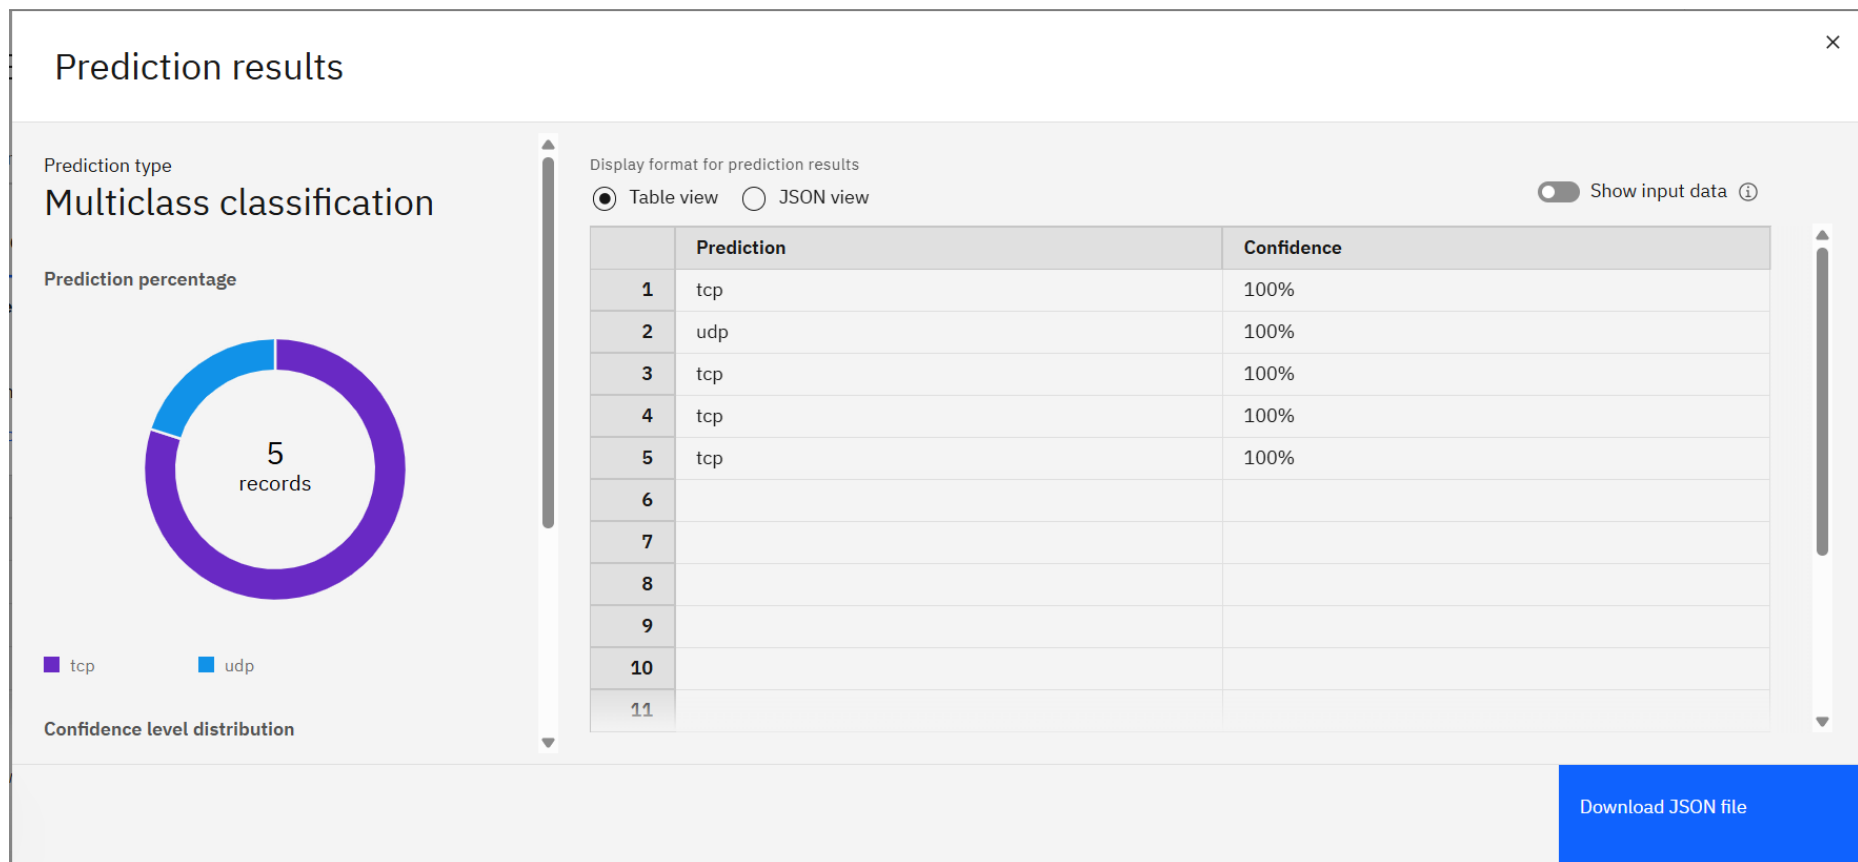 Prediction results
Prediction type
Multiclass classification
Prediction percentage
5
records
tcp udp
Confidence level distribution
Display format for prediction results
Table view JSON view
Show input data
Prediction Confidence
1 tcp 100%
2 udp 100%
3 tcp 100%
4 tcp 100%
5 tcp 100%
6
7
8
9
10
11
Download JSON file